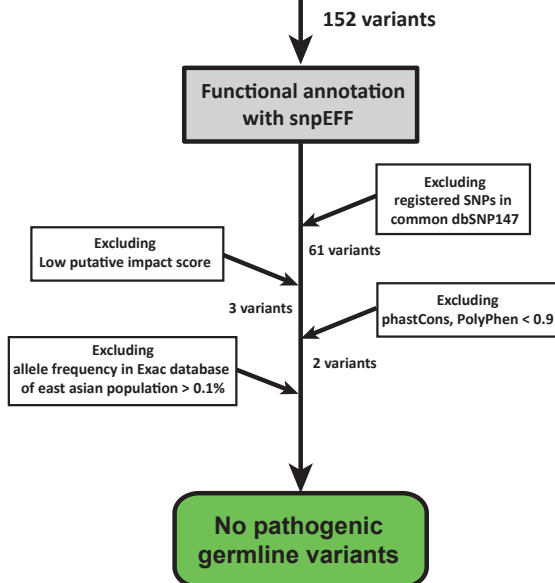 152 variants
Functional annotation
with snpEFF
Excluding
registered SNPs in
common dbSNP147
61 variants
Excluding
Low putative impact score
3 variants
Excluding
phastCons, PolyPhen < 0.9
2 variants
Excluding
allele frequency in Exac database
of east asian population > 0.1%
No pathogenic
germline variants